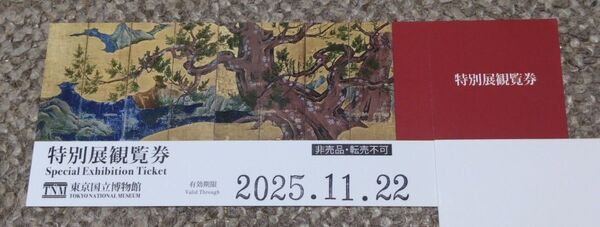 特別展観覧券
特別展観覧券
Special Exhibition Ticket
非売品・転売不可
TNM 東京国立博物館
TOKYO NATIONAL MUSEUM
有効期限
Valid Through
2025.11.22